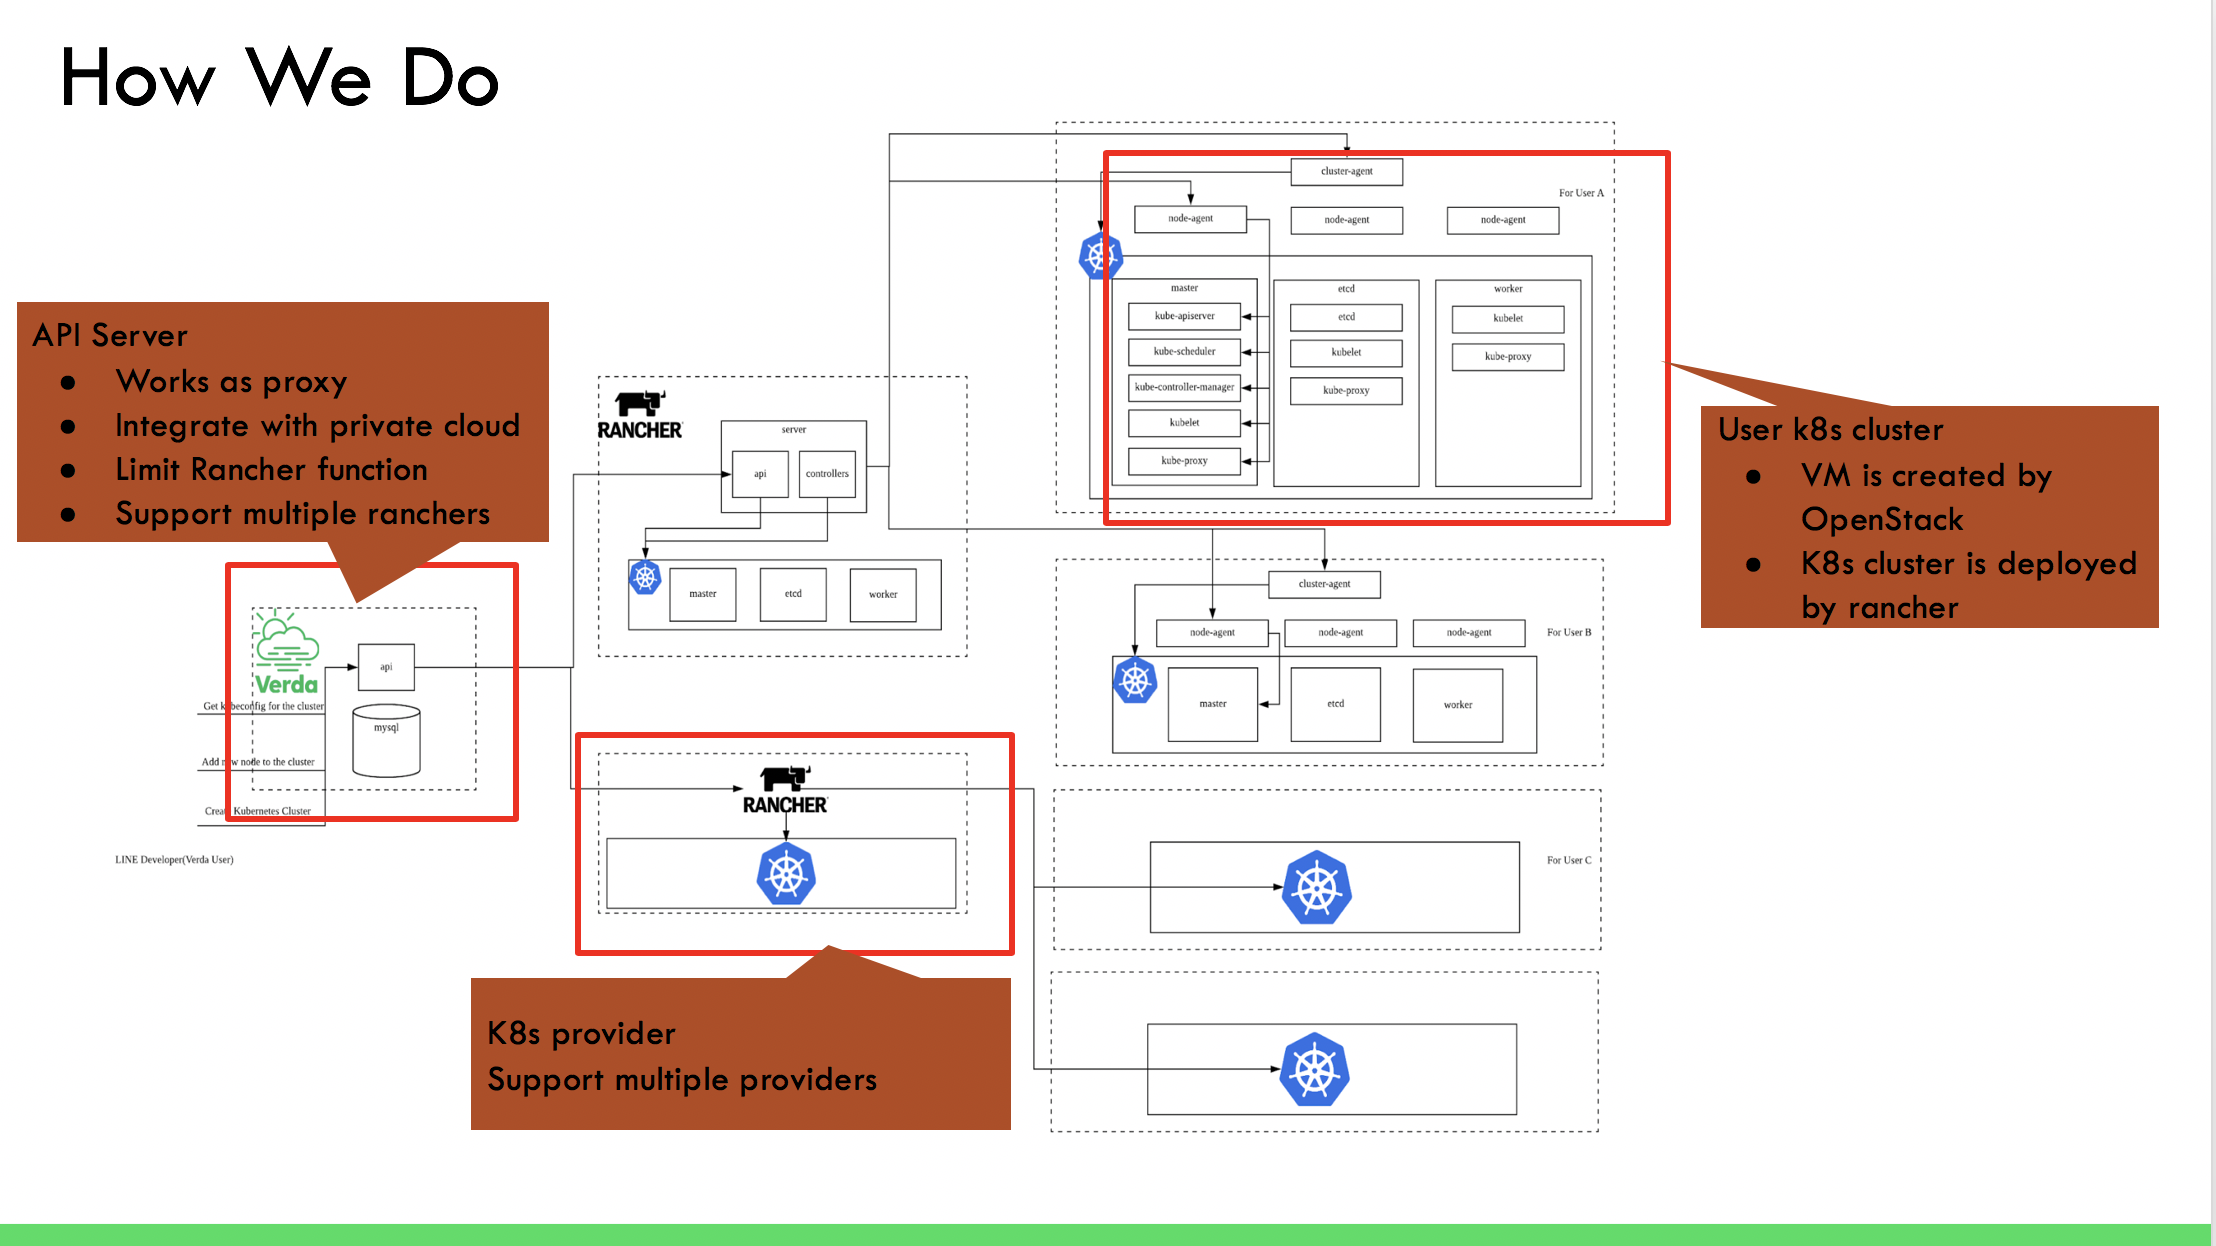 How We Do
API Server
● Works as proxy
● Integrate with private cloud
● Limit Rancher function
● Support multiple ranchers
Verda
api
mysql
Get kubeconfig for the cluster
Add new node to the cluster
Create Kubernetes Cluster
LINE Developer(Verda User)
RANCHER
server
api
controllers
master
etcd
worker
RANCHER
K8s provider
Support multiple providers
cluster-agent
For User A
node-agent
node-agent
node-agent
master
kube-apiserver
kube-scheduler
kube-controller-manager
kubelet
kube-proxy
etcd
etcd
kubelet
kube-proxy
worker
kubelet
kube-proxy
cluster-agent
node-agent
node-agent
node-agent
For User B
master
etcd
worker
For User C
User k8s cluster
● VM is created by
OpenStack
● K8s cluster is deployed
by rancher